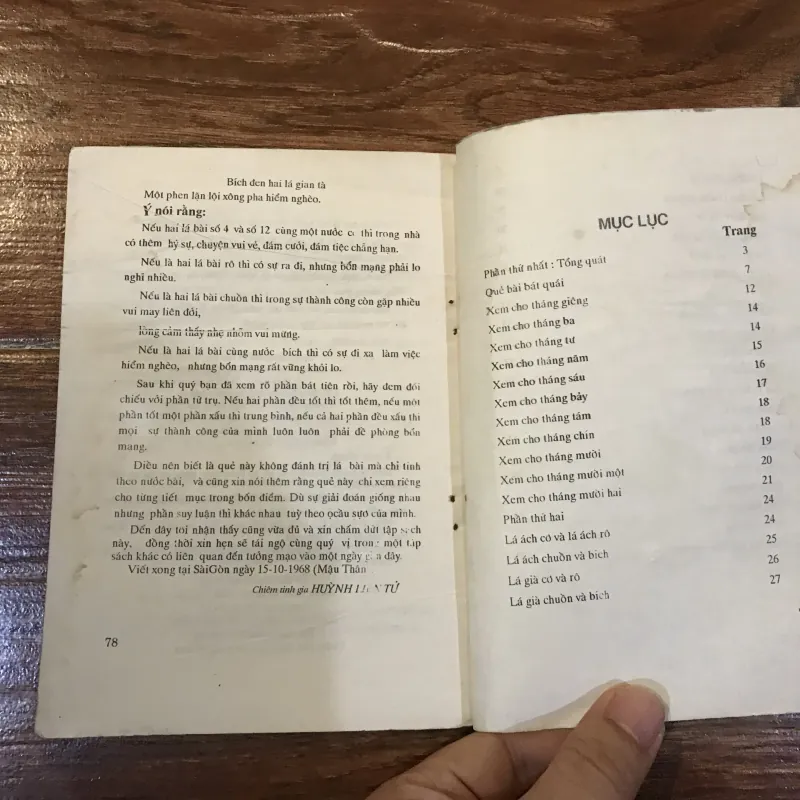 Bích đen hai lá gian tà
Một phen lặn lội xông pha hiểm nghèo.
Ý nói rằng:
Nếu hai lá bài số 4 và số 12 cùng một nước thì trong nhà
có thêm hỷ sự, chuyện vui vẻ, đám cưới, đám tiệc chẳng hạn.
Nếu là hai lá bài rô thì có sự ra đi, nhưng bổn mạng phải lo
nghĩ nhiều.
Nếu là hai lá bài chuồn thì trong sự thành công còn gặp nhiều
vui may liên đới,
lòng cảm thấy nhẹ nhõm vui mừng.
Nếu là hai lá bài cùng nước bích thì có sự đi xa làm việc
hiểm nghèo, nhưng bổn mạng rất vững khỏi lo.
Sau khi quý bạn đã xem rõ phần bát tiên rồi, hãy đem đối
chiếu với phần tứ trụ. Nếu hai phần đều tốt thì tốt thêm, nếu một
phần tốt một phần xấu thì trung bình, nếu cả hai phần đều xấu thì
mọi sự thành công của mình luôn luôn phải đề phòng bổn
mạng.
Điều nên biết là quẻ này không đánh trị lá bài mà chỉ tính
theo nước bài, và cũng xin nói thêm rằng quẻ này chỉ xem riêng
cho từng tiết mục trong bốn điểm. Dù sự giải đoán giống nhau
nhưng phần suy luận thì khác nhau tuỳ theo qcầu sựcủ của mình.
Đến đây tôi nhận thấy cũng vừa đủ và xin chấm dứt tập sách
này, đồng thời xin hẹn sẽ tái ngộ cùng quý vị trong một tập
sách khác có liên quan đến tướng mạo vào một ngày đây.
Viết xong tại SàiGòn ngày 15-10-1968 (Mậu Thân
Chiêm tinh gia HUỲNH TỬ
78
MỤC LỤC
Trang
Phần thứ nhất : Tổng quát 3
Quẻ bài bát quái 7
Xem cho tháng giêng 12
Xem cho tháng ba 14
Xem cho tháng tư 14
Xem cho tháng năm 15
Xem cho tháng sáu 16
Xem cho tháng bảy 17
Xem cho tháng tám 18
Xem cho tháng chín 18
Xem cho tháng mười 19
Xem cho tháng mười một 20
Xem cho tháng mười hai 21
Phần thứ hai 24
Lá ách cơ và lá ách rô 24
Lá ách chuồn và bích 25
Lá già cơ và rô 26
Lá già chuồn và bích 27